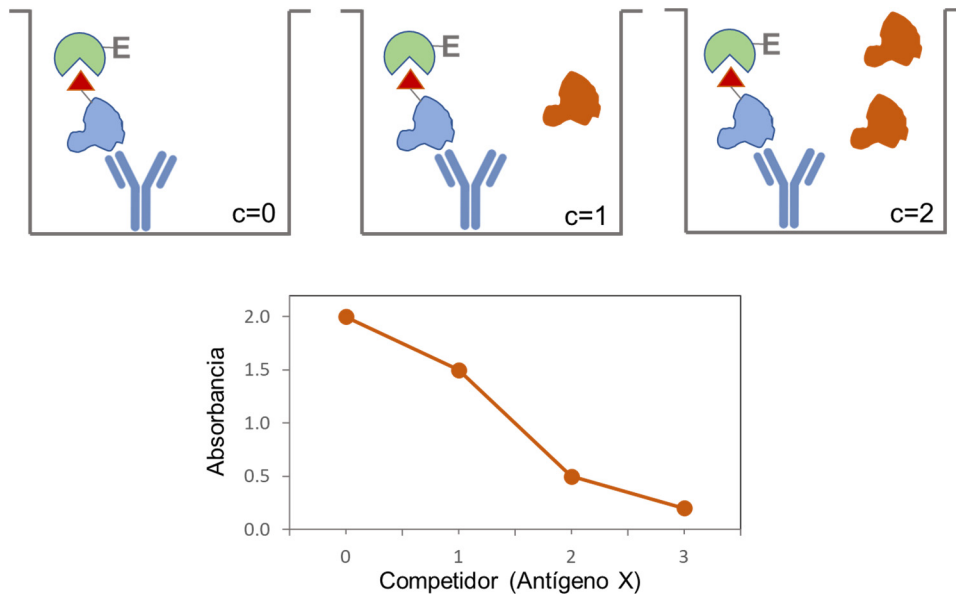 E
E
E
c=0
c=1
c=2
Absorbancia
2.0
1.5
1.0
0.5
0.0
0 1 2 3
Competidor (Antígeno X)